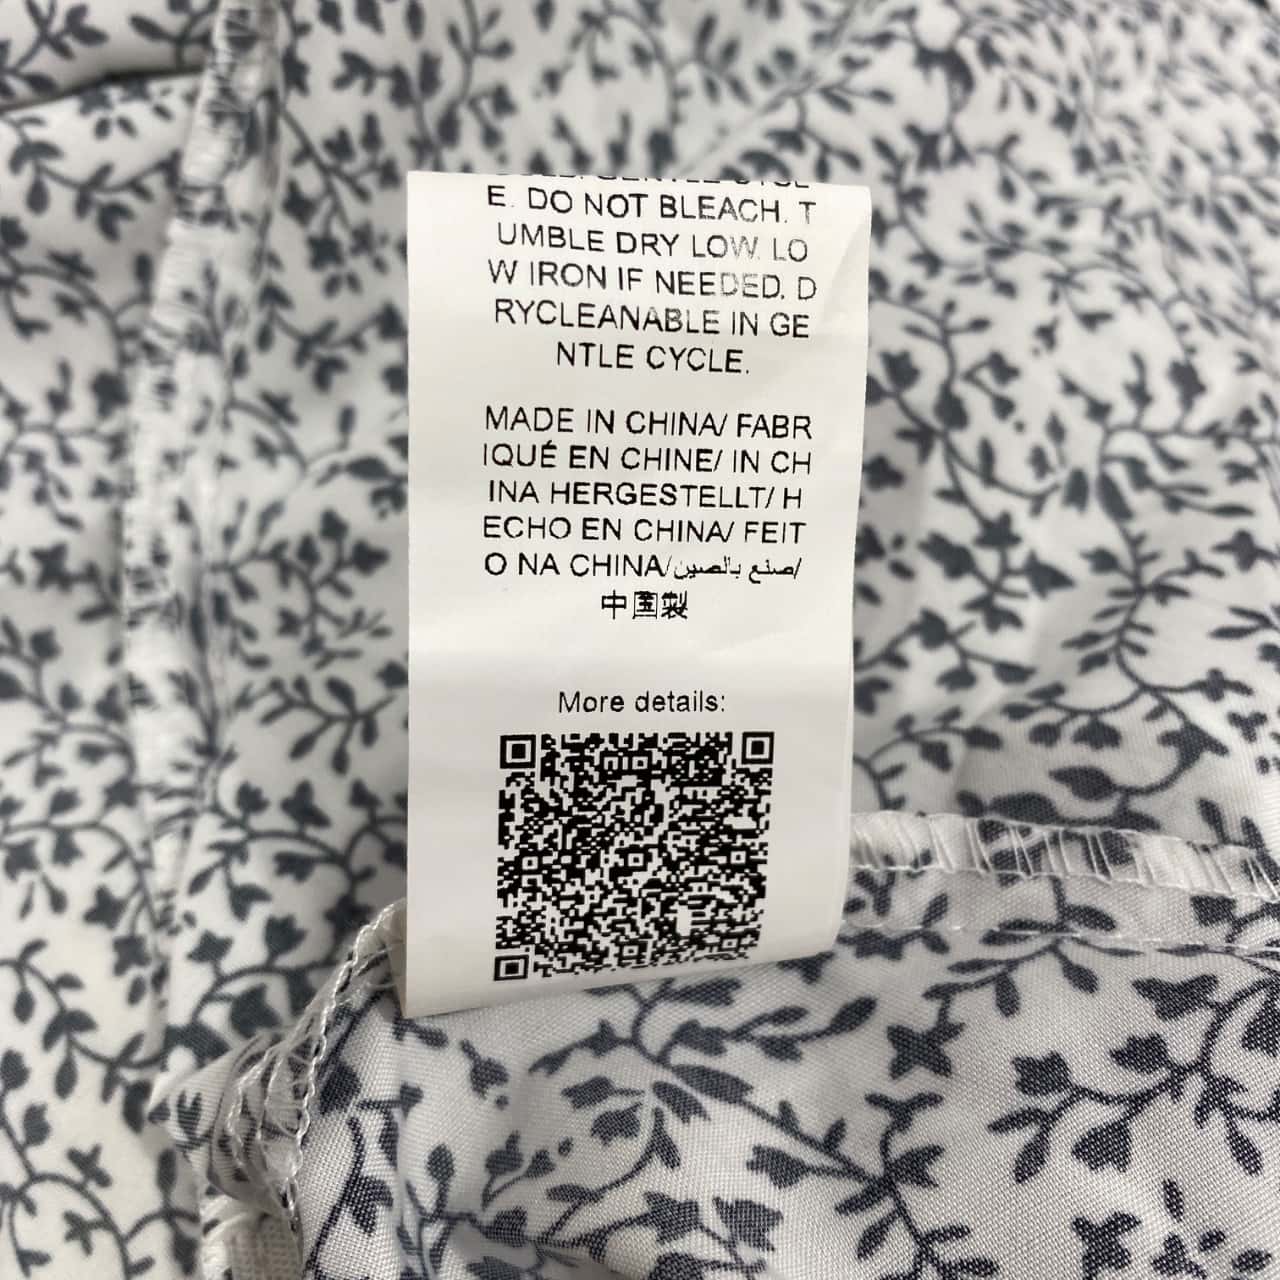 E. DO NOT BLEACH. T
UMBLE DRY LOW. LO
W IRON IF NEEDED. D
RYCLEANABLE IN GE
NTLE CYCLE.
MADE IN CHINA/ FABR
IQUÉ EN CHINE/ IN CH
INA HERGESTELLT/ H
ECHO EN CHINA/ FEIT
O NA CHINA/صنع بالصين/
中国製
More details: